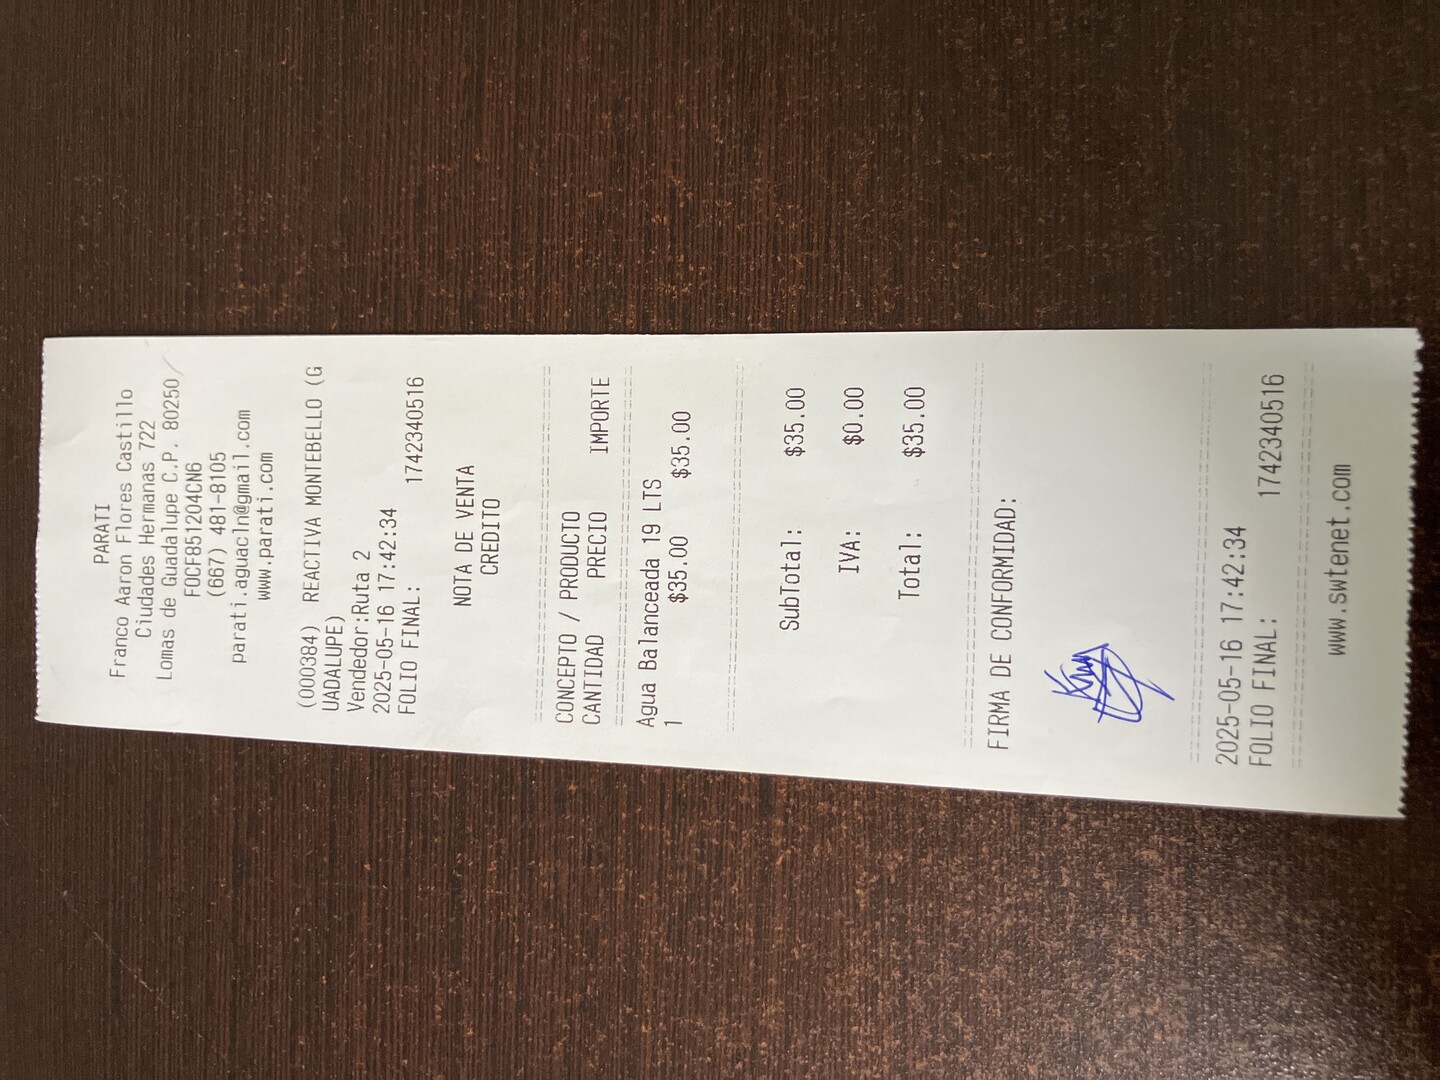 PARATI
Franco Aaron Flores Castillo
Ciudades Hermanas 722
Lomas de Guadalupe C.P. 80250
FOCF851204CN6
(667) 481-8105
parati.aguacln@gmail.com
www.parati.com
(000384) REACTIVA MONTEBELLO (G
UADALUPE)
Vendedor:Ruta 2
2025-05-16 17:42:34
FOLIO FINAL: 1742340516
NOTA DE VENTA
CREDITO
CONCEPTO / PRODUCTO
CANTIDAD PRECIO IMPORTE
Agua Balanceada 19 LTS
1 $35.00 $35.00
SubTotal: $35.00
IVA: $0.00
Total: $35.00
FIRMA DE CONFORMIDAD:
2025-05-16 17:42:34
FOLIO FINAL: 1742340516
www.swtenet.com